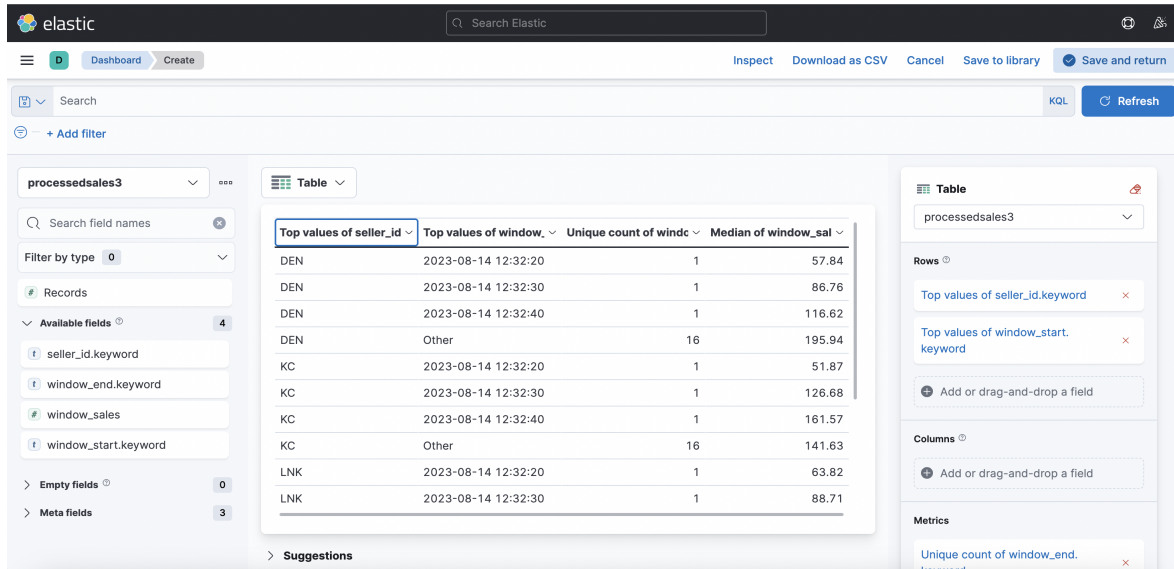 elastic
Search Elastic
D
Dashboard
Create
Inspect
Download as CSV
Cancel
Save to library
Save and return
Search
KQL
Refresh
+ Add filter
processedsales3
Search field names
Filter by type 0
# Records
Available fields 4
t seller_id.keyword
t window_end.keyword
# window_sales
t window_start.keyword
Empty fields 0
Meta fields 3
Table
Top values of seller_id Top values of window_ Unique count of windo Median of window_sal
DEN 2023-08-14 12:32:20 1 57.84
DEN 2023-08-14 12:32:30 1 86.76
DEN 2023-08-14 12:32:40 1 116.62
DEN Other 16 195.94
KC 2023-08-14 12:32:20 1 51.87
KC 2023-08-14 12:32:30 1 126.68
KC 2023-08-14 12:32:40 1 161.57
KC Other 16 141.63
LNK 2023-08-14 12:32:20 1 63.82
LNK 2023-08-14 12:32:30 1 88.71
Suggestions
Table
processedsales3
Rows
Top values of seller_id.keyword
Top values of window_start.
keyword
Add or drag-and-drop a field
Columns
Add or drag-and-drop a field
Metrics
Unique count of window_end.